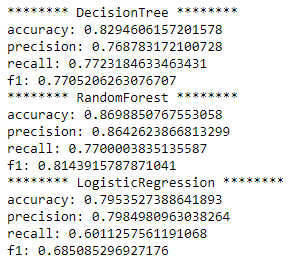 ******** DecisionTree ********
accuracy: 0.8294606157201578
precision: 0.768783172100728
recall: 0.7723184633463431
f1: 0.7705206263076707
******** RandomForest ********
accuracy: 0.8698850767553058
precision: 0.8642623866813299
recall: 0.7700003835135587
f1: 0.8143915787871041
******** LogisticRegression ********
accuracy: 0.7953527388641893
precision: 0.7984980963038264
recall: 0.6011257561191068
f1: 0.685085296927176